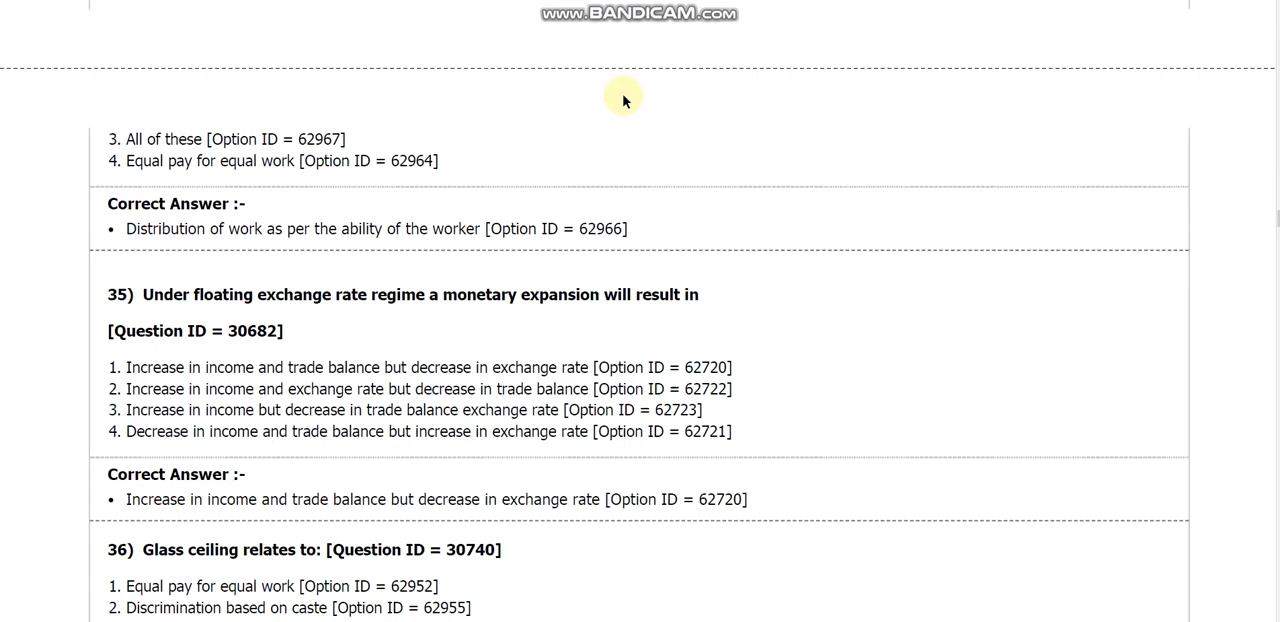 www.BANDICAM.com
3. All of these [Option ID = 62967]
4. Equal pay for equal work [Option ID = 62964]
Correct Answer :-
• Distribution of work as per the ability of the worker [Option ID = 62966]
35) Under floating exchange rate regime a monetary expansion will result in
[Question ID = 30682]
1. Increase in income and trade balance but decrease in exchange rate [Option ID = 62720]
2. Increase in income and exchange rate but decrease in trade balance [Option ID = 62722]
3. Increase in income but decrease in trade balance exchange rate [Option ID = 62723]
4. Decrease in income and trade balance but increase in exchange rate [Option ID = 62721]
Correct Answer :-
• Increase in income and trade balance but decrease in exchange rate [Option ID = 62720]
36) Glass ceiling relates to: [Question ID = 30740]
1. Equal pay for equal work [Option ID = 62952]
2. Discrimination based on caste [Option ID = 62955]